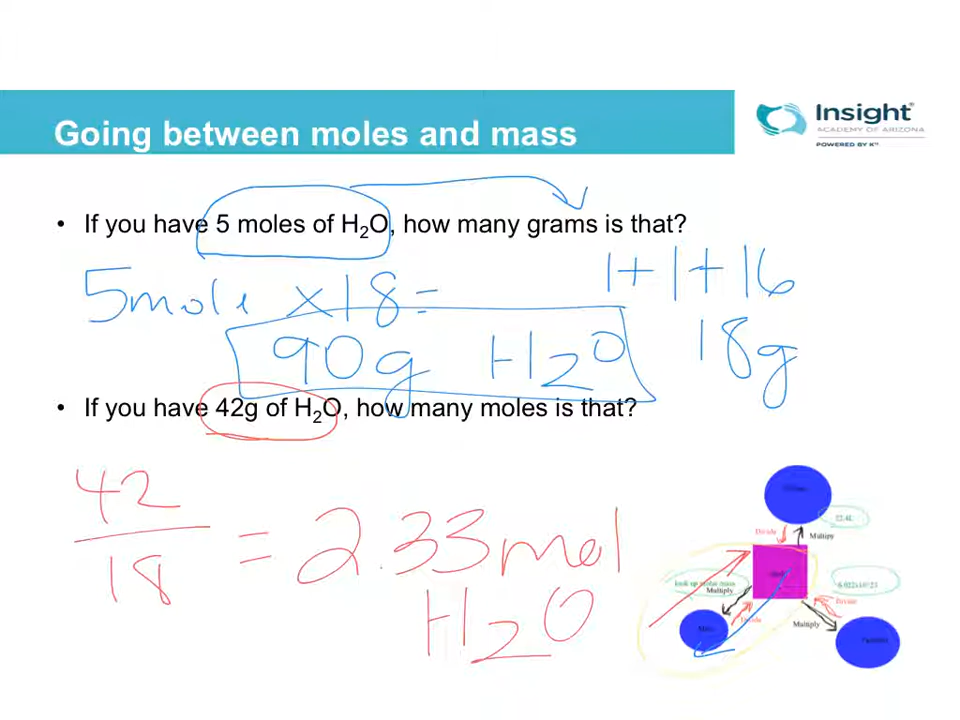 Going between moles and mass
Insight
ACADEMY OF ARIZONA
POWERED BY K¹²
• If you have 5 moles of H₂O, how many grams is that?
1+1+16
5mole ×18=
18g
90g H₂O
• If you have 42g of H₂O, how many moles is that?
42
18
= 2.33mol
H₂O
22.4L
Divide
Multipy
look up molar mass
6.022x10^23
Multiply
Divide
Mass
Divide
Multiply